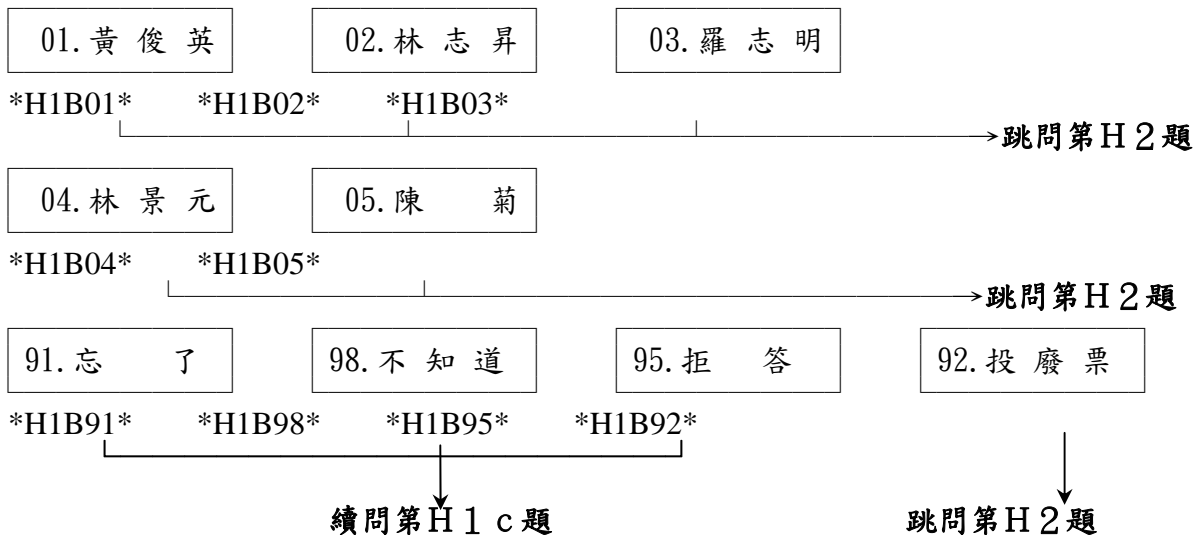 01.黃 俊 英 02.林 志 昇 03.羅 志 明
*H1B01* *H1B02* *H1B03*
跳問第Ｈ２題
04.林 景 元 05.陳 菊
*H1B04* *H1B05*
跳問第Ｈ２題
91.忘 了 98.不 知 道 95.拒 答 92.投 廢 票
*H1B91* *H1B98* *H1B95* *H1B92*
續問第Ｈ１ｃ題 跳問第Ｈ２題